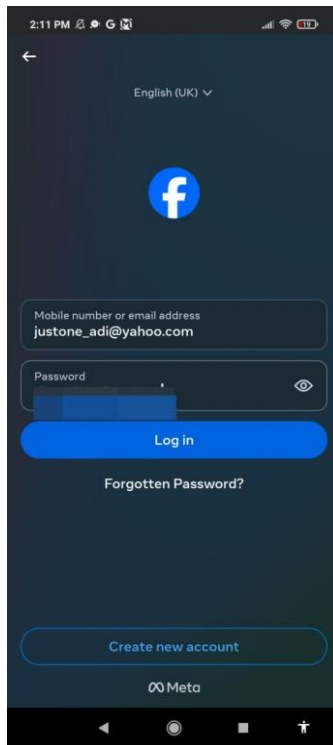 2:11 PM G M
English (UK)
Mobile number or email address
justone_adi@yahoo.com
Password
Log in
Forgotten Password?
Create new account
Meta